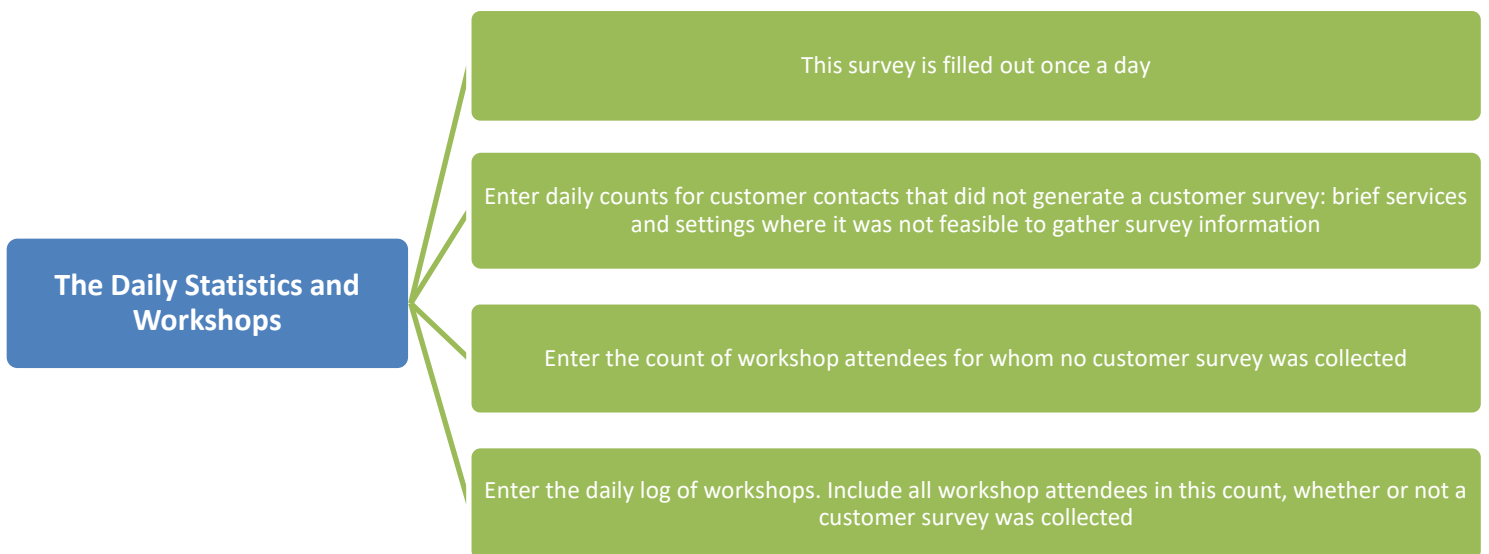 The Daily Statistics and
Workshops
This survey is filled out once a day
Enter daily counts for customer contacts that did not generate a customer survey: brief services
and settings where it was not feasible to gather survey information
Enter the count of workshop attendees for whom no customer survey was collected
Enter the daily log of workshops. Include all workshop attendees in this count, whether or not a
customer survey was collected